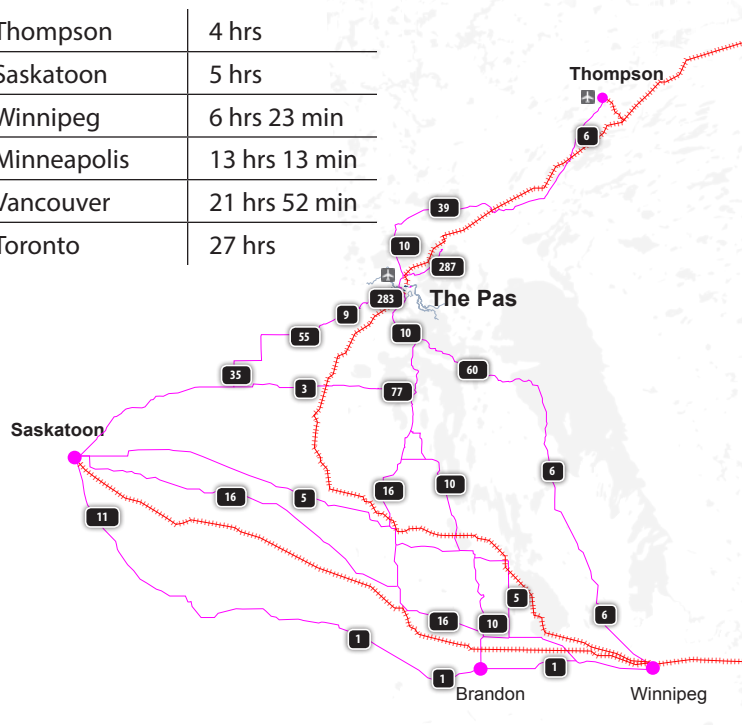 Thompson 4 hrs
Saskatoon 5 hrs
Winnipeg 6 hrs 23 min
Minneapolis 13 hrs 13 min
Vancouver 21 hrs 52 min
Toronto 27 hrs
Thompson
6
39
10
287
283
The Pas
9
55
10
60
35
3
77
Saskatoon
6
16
5
16
10
11
5
6
16
10
1
1
1
Brandon
Winnipeg